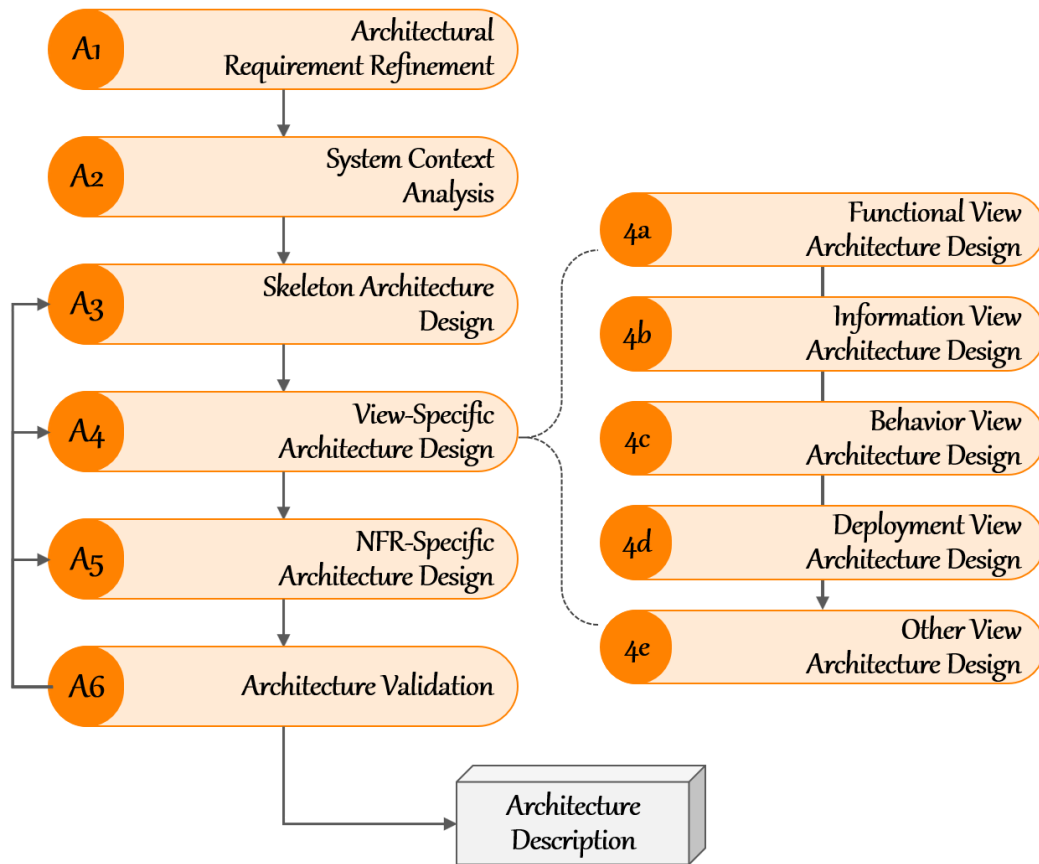 A1
Architectural
Requirement Refinement
A2
System Context
Analysis
A3
Skeleton Architecture
Design
A4
View-Specific
Architecture Design
A5
NFR-Specific
Architecture Design
A6
Architecture Validation
4a
Functional View
Architecture Design
4b
Information View
Architecture Design
4c
Behavior View
Architecture Design
4d
Deployment View
Architecture Design
4e
Other View
Architecture Design
Architecture
Description